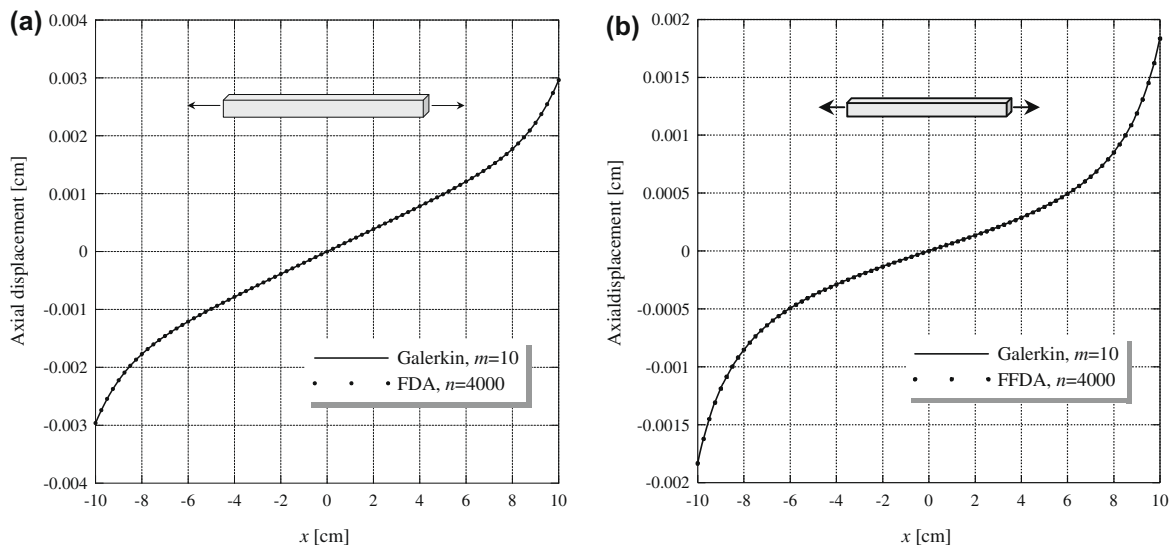 (a)
0.004
0.003
0.002
0.001
0
-0.001
-0.002
-0.003
-0.004
Axial displacement [cm]
Galerkin, m=10
FDA, n=4000
-10 -8 -6 -4 -2 0 2 4 6 8 10
x [cm]
(b)
0.002
0.0015
0.001
0.0005
0
-0.0005
-0.001
-0.0015
-0.002
Axialdisplacement [cm]
Galerkin, m=10
FFDA, n=4000
-10 -8 -6 -4 -2 0 2 4 6 8 10
x [cm]